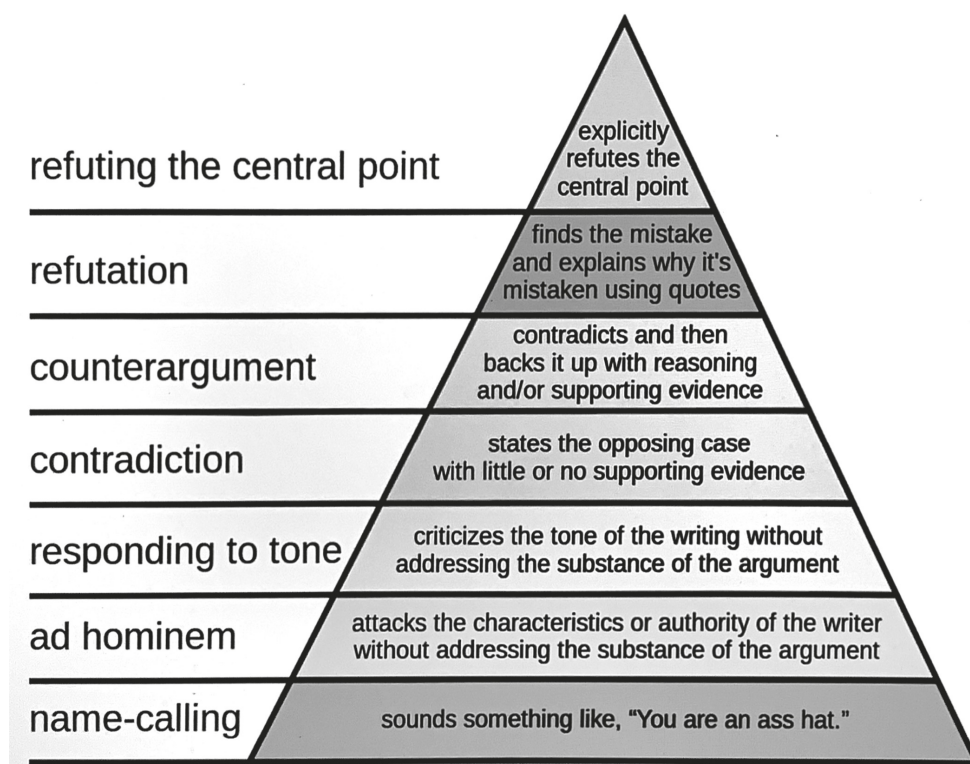 explicitly
refuting the central point
refutes the
central point
finds the mistake
refutation
and explains why it's
mistaken using quotes
contradicts and then
counterargument
backs it up with reasoning
and/or supporting evidence
states the opposing case
contradiction
with little or no supporting evidence
criticizes the tone of the writing without
responding to tone
addressing the substance of the argument
attacks the characteristics or authority of the writer
ad hominem
without addressing the substance of the argument
name-calling
sounds something like, “You are an ass hat.”